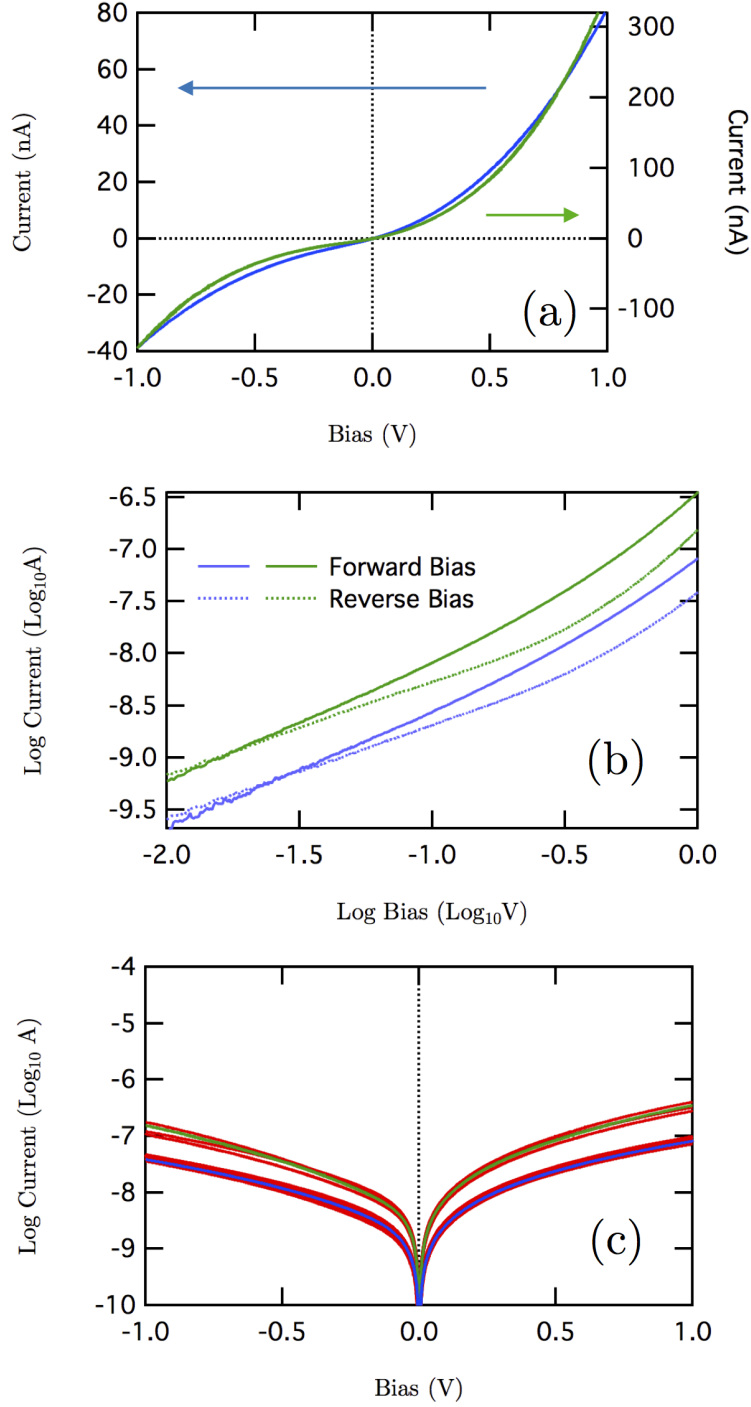 80
60
40
20
0
-20
-40
Current (nA)
300
200
100
0
-100
Current (nA)
(a)
-1.0 -0.5 0.0 0.5 1.0
Bias (V)
-6.5
-7.0
-7.5
-8.0
-8.5
-9.0
-9.5
Log Current (Log₁₀A)
Forward Bias
Reverse Bias
(b)
-2.0 -1.5 -1.0 -0.5 0.0
Log Bias (Log₁₀V)
-4
-5
-6
-7
-8
-9
-10
Log Current (Log₁₀ A)
(c)
-1.0 -0.5 0.0 0.5 1.0
Bias (V)